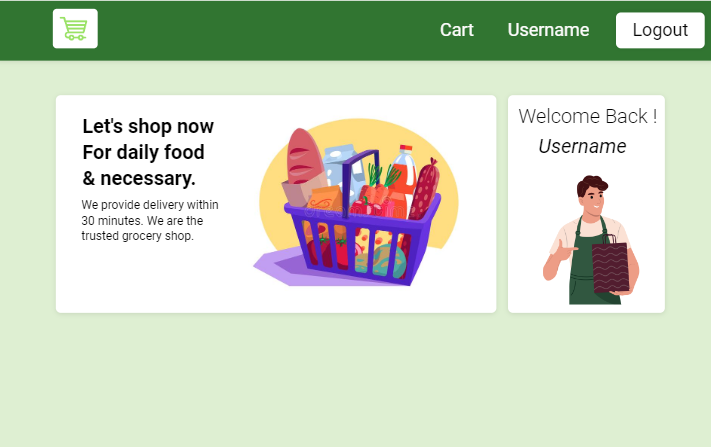 Cart Username Logout
Let's shop now
For daily food
& necessary.
We provide delivery within
30 minutes. We are the
trusted grocery shop.
Welcome Back !
Username